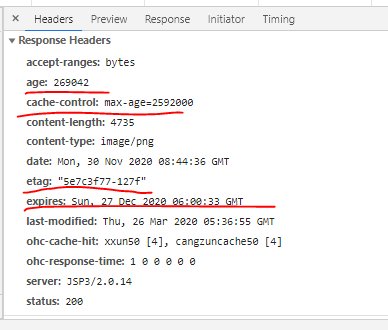 Headers Preview Response Initiator Timing
Response Headers
accept-ranges: bytes
age: 269042
cache-control: max-age=2592000
content-length: 4735
content-type: image/png
date: Mon, 30 Nov 2020 08:44:36 GMT
etag: "5e7c3f77-127f"
expires: Sun, 27 Dec 2020 06:00:33 GMT
last-modified: Thu, 26 Mar 2020 05:36:55 GMT
ohc-cache-hit: xxun50 [4], cangzuncache50 [4]
ohc-response-time: 1 0 0 0 0 0
server: JSP3/2.0.14
status: 200